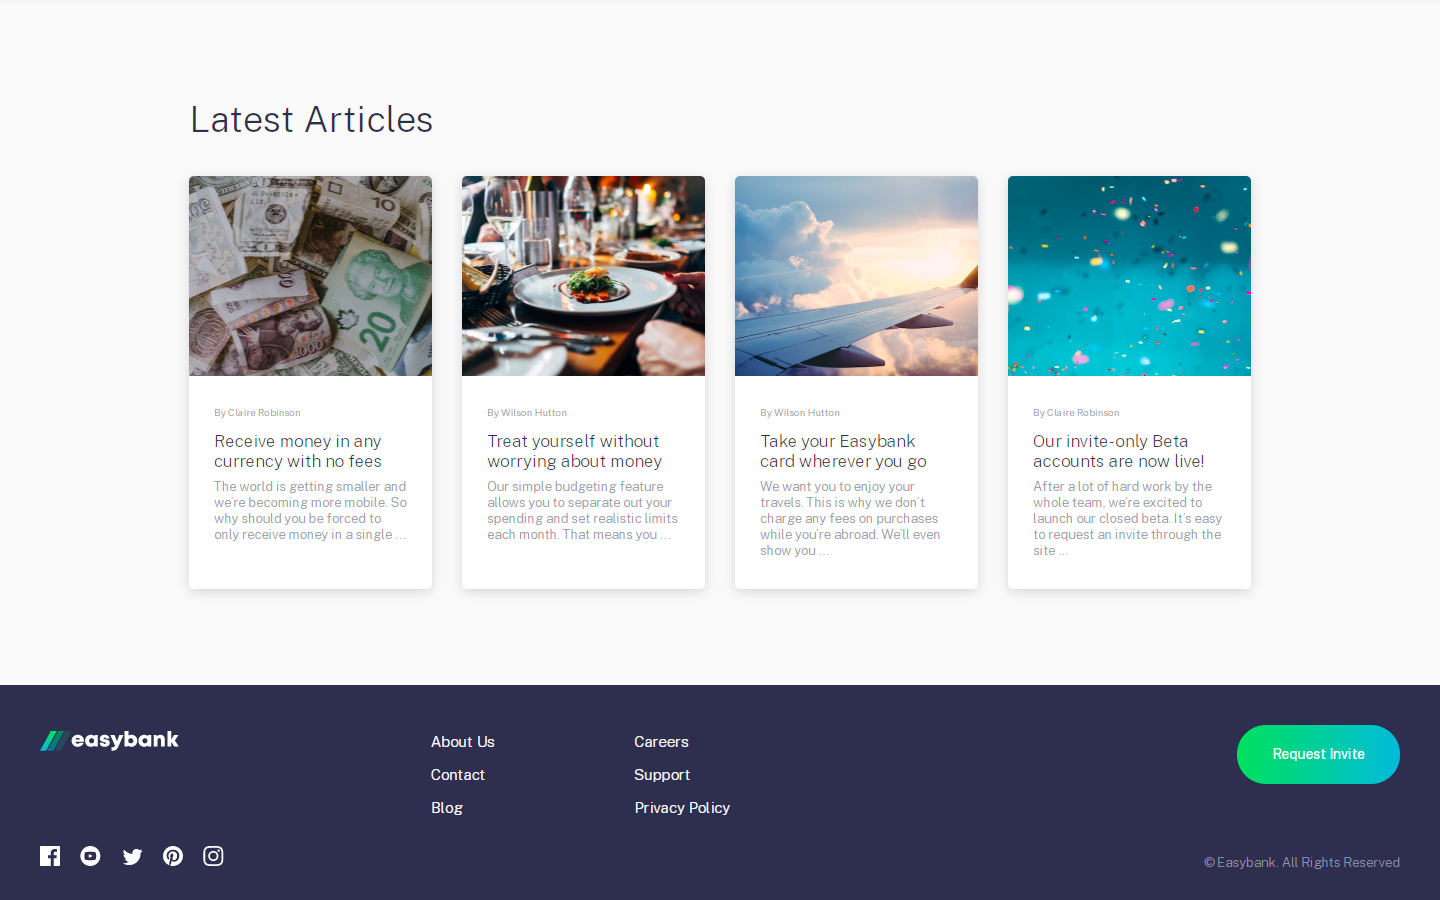 Latest Articles
10
20
1000
By Claire Robinson
Receive money in any
currency with no fees
The world is getting smaller and
we're becoming more mobile. So
why should you be forced to
only receive money in a single ...
By Wilson Hutton
Treat yourself without
worrying about money
Our simple budgeting feature
allows you to separate out your
spending and set realistic limits
each month. That means you ...
By Wilson Hutton
Take your Easybank
card wherever you go
We want you to enjoy your
travels. This is why we don't
charge any fees on purchases
while you're abroad. We'll even
show you ...
By Claire Robinson
Our invite-only Beta
accounts are now live!
After a lot of hard work by the
whole team, we're excited to
launch our closed beta. It's easy
to request an invite through the
site ...
easybank
About Us
Contact
Blog
Careers
Support
Privacy Policy
Request Invite
© Easybank. All Rights Reserved